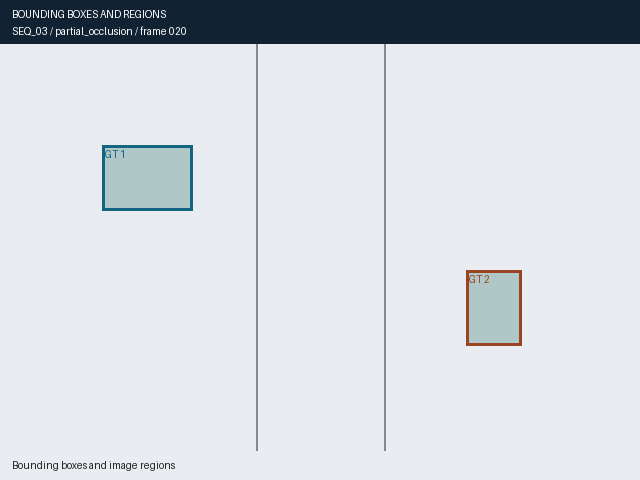 BOUNDING BOXES AND REGIONS
SEQ_03 / partial_occlusion / frame 020
GT1
GT2
Bounding boxes and image regions